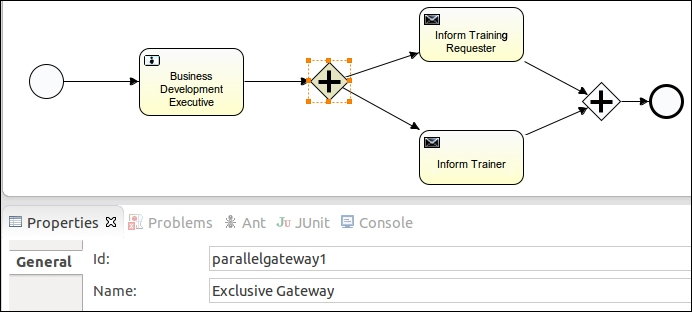 Business
Development
Executive
Inform Training
Requester
Inform Trainer
Properties Problems Ant JUnit Console
General
Id: parallelgateway1
Name: Exclusive Gateway